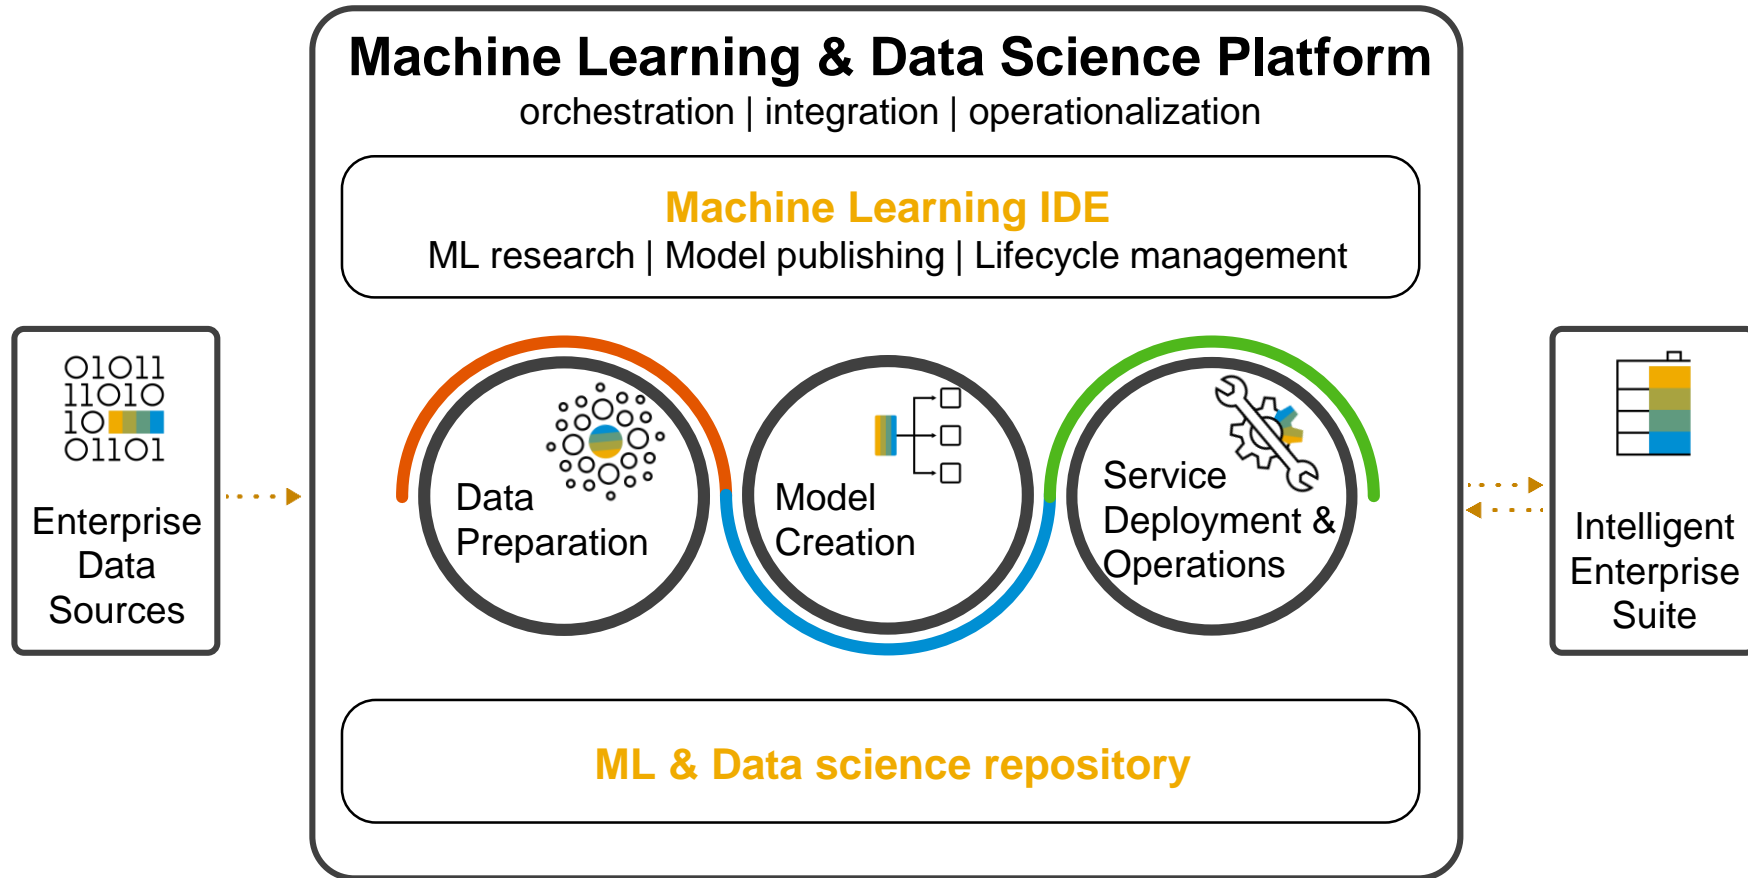 Machine Learning & Data Science Platform
orchestration | integration | operationalization
Machine Learning IDE
ML research | Model publishing | Lifecycle management
01011
11010
10
01101
Enterprise
Data
Sources
Data
Preparation
Model
Creation
Service
Deployment &
Operations
Intelligent
Enterprise
Suite
ML & Data science repository